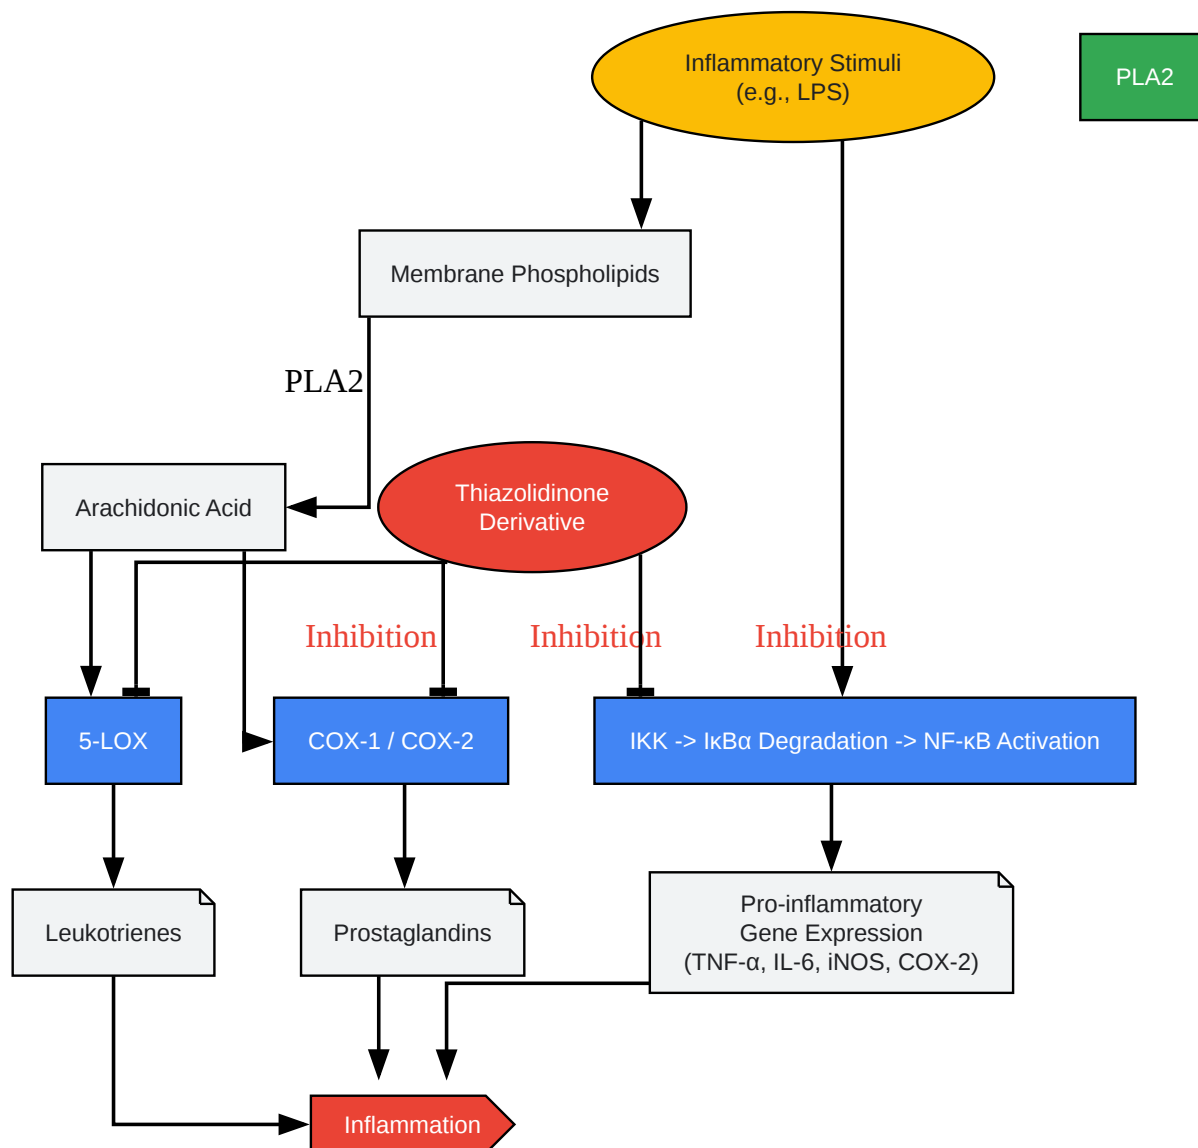 Inflammatory Stimuli
(e.g., LPS)
PLA2
Membrane Phospholipids
PLA2
Arachidonic Acid
Thiazolidinone
Derivative
Inhibition
Inhibition
Inhibition
5-LOX
COX-1 / COX-2
IKK -> IκBα Degradation -> NF-κB Activation
Leukotrienes
Prostaglandins
Pro-inflammatory
Gene Expression
(TNF-α, IL-6, iNOS, COX-2)
Inflammation